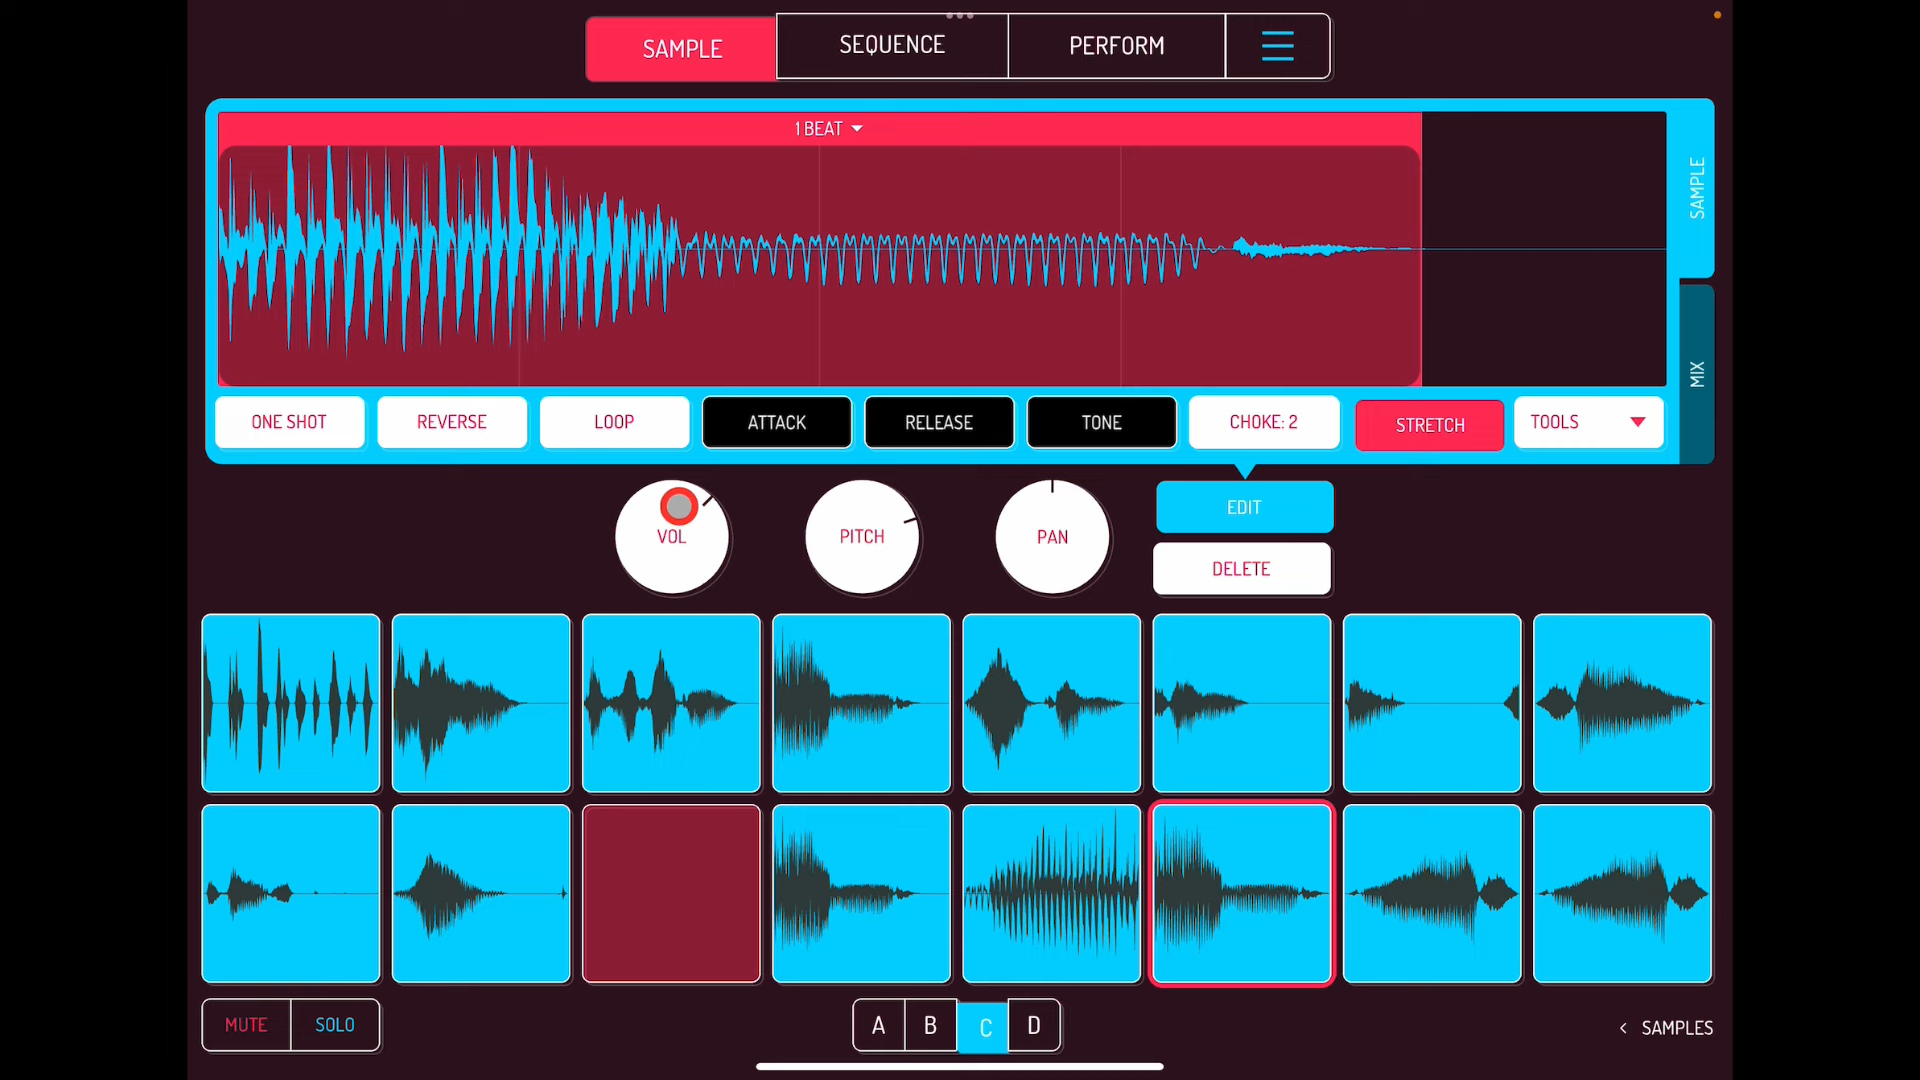 SAMPLE
SEQUENCE
PERFORM
1 BEAT
SAMPLE
MIX
ONE SHOT
REVERSE
LOOP
ATTACK
RELEASE
TONE
CHOKE: 2
STRETCH
TOOLS
VOL
PITCH
PAN
EDIT
DELETE
MUTE
SOLO
A
B
C
D
< SAMPLES